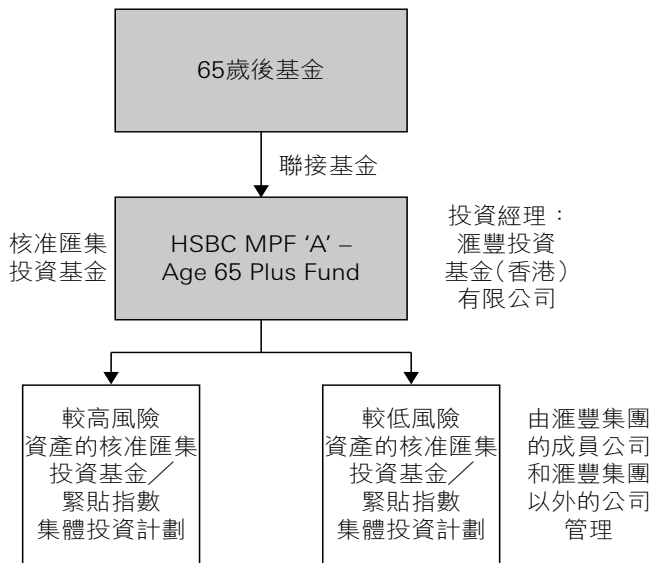 65歲後基金
聯接基金
核准匯集
投資基金
HSBC MPF ‘A’ –
Age 65 Plus Fund
投資經理：
滙豐投資
基金（香港）
有限公司
較高風險
資產的核准匯集
投資基金／
緊貼指數
集體投資計劃
較低風險
資產的核准匯集
投資基金／
緊貼指數
集體投資計劃
由滙豐集團
的成員公司
和滙豐集團
以外的公司
管理